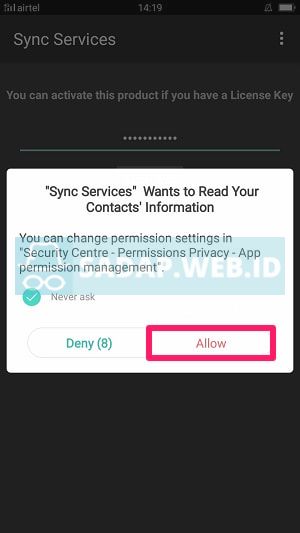 airtel
14:19
Sync Services
You can activate this product if you have a License Key
•••••••••••
"Sync Services" Wants to Read Your
Contacts' Information
You can change permission settings in
"Security Centre - Permissions Privacy - App
permission management".
SADAP.WEB.ID
Never ask
Deny (8)
Allow